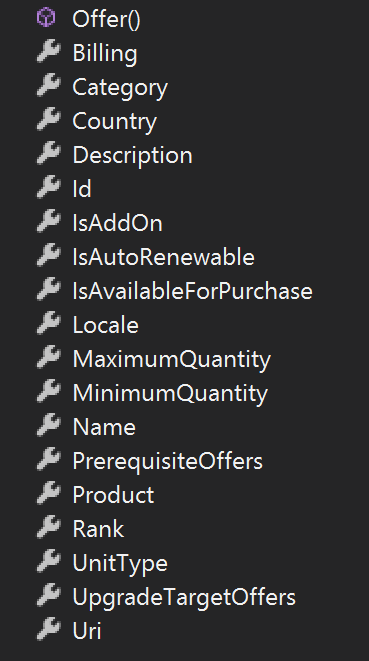 Offer()
Billing
Category
Country
Description
Id
IsAddOn
IsAutoRenewable
IsAvailableForPurchase
Locale
MaximumQuantity
MinimumQuantity
Name
PrerequisiteOffers
Product
Rank
UnitType
UpgradeTargetOffers
Uri